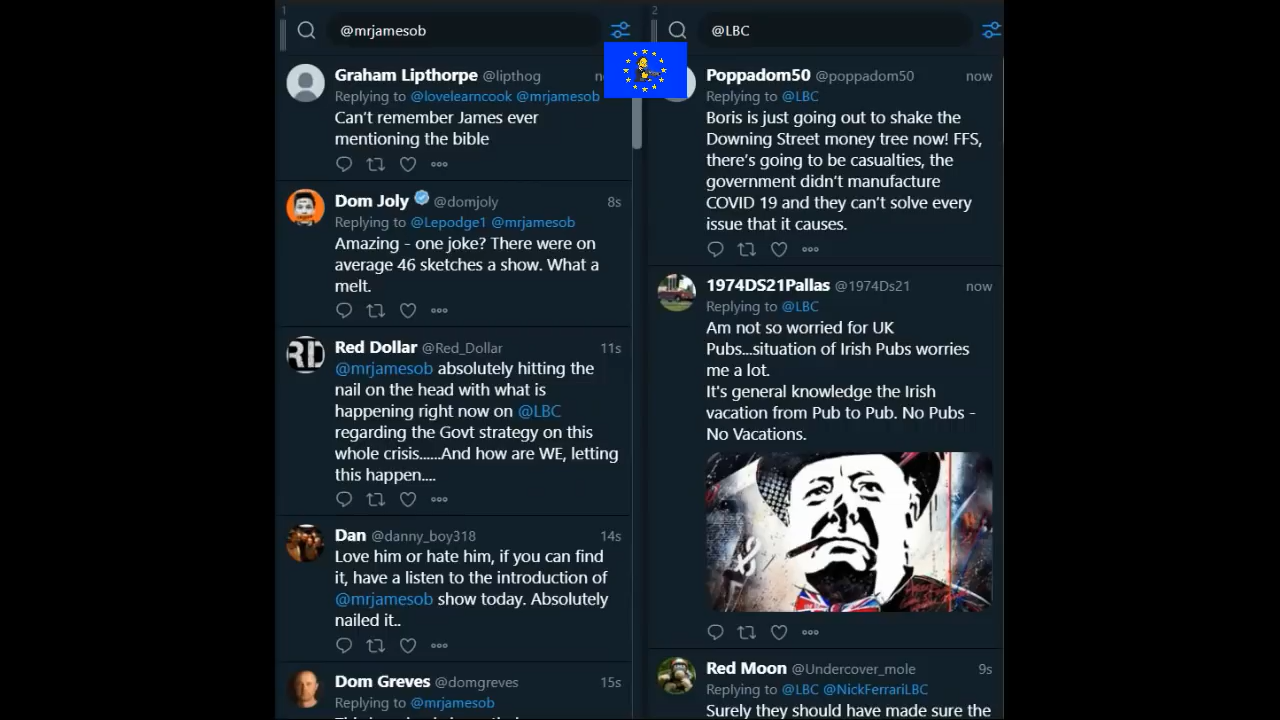 1
@mrjamesob
Graham Lipthorpe @lipthog
Replying to @lovelearncook @mrjamesob
Can't remember James ever
mentioning the bible
Dom Joly @domjoly 8s
Replying to @Lepodge1 @mrjamesob
Amazing - one joke? There were on
average 46 sketches a show. What a
melt.
RD
Red Dollar @Red_Dollar 11s
@mrjamesob absolutely hitting the
nail on the head with what is
happening right now on @LBC
regarding the Govt strategy on this
whole crisis......And how are WE, letting
this happen....
Dan @danny_boy318 14s
Love him or hate him, if you can find
it, have a listen to the introduction of
@mrjamesob show today. Absolutely
nailed it..
Dom Greves @domgreves 15s
Replying to @mrjamesob
2
@LBC
Poppadom50 @poppadom50 now
Replying to @LBC
Boris is just going out to shake the
Downing Street money tree now! FFS,
there's going to be casualties, the
government didn't manufacture
COVID 19 and they can't solve every
issue that it causes.
1974DS21Pallas @1974Ds21 now
Replying to @LBC
Am not so worried for UK
Pubs...situation of Irish Pubs worries
me a lot.
It's general knowledge the Irish
vacation from Pub to Pub. No Pubs -
No Vacations.
Red Moon @Undercover_mole 9s
Replying to @LBC @NickFerrariLBC
Surely they should have made sure the